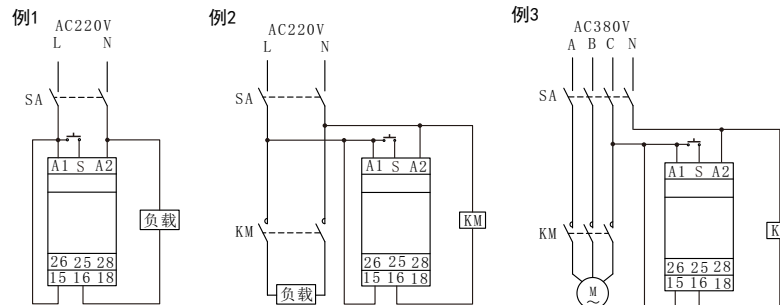 例1
AC220V
L N
SA
A1 S A2
负载
26 25 28
15 16 18
例2
AC220V
L N
SA
A1 S A2
KM
KM
26 25 28
15 16 18
负载
例3
AC380V
A B C N
SA
A1 S A2
K
KM
26 25 28
15 16 18
M
~